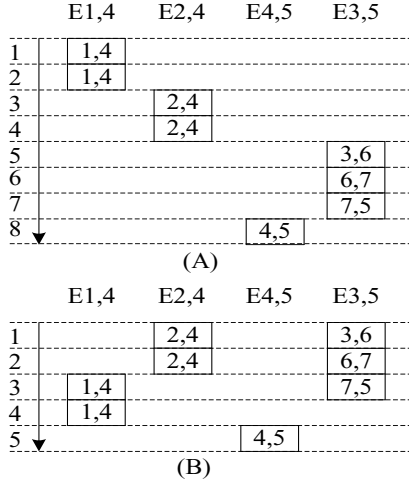 E1,4 E2,4 E4,5 E3,5
1 1,4
2 1,4
3 2,4
4 2,4
5 3,6
6 6,7
7 7,5
8 4,5
(A)
E1,4 E2,4 E4,5 E3,5
1 2,4 3,6
2 2,4 6,7
3 1,4 7,5
4 1,4
5 4,5
(B)